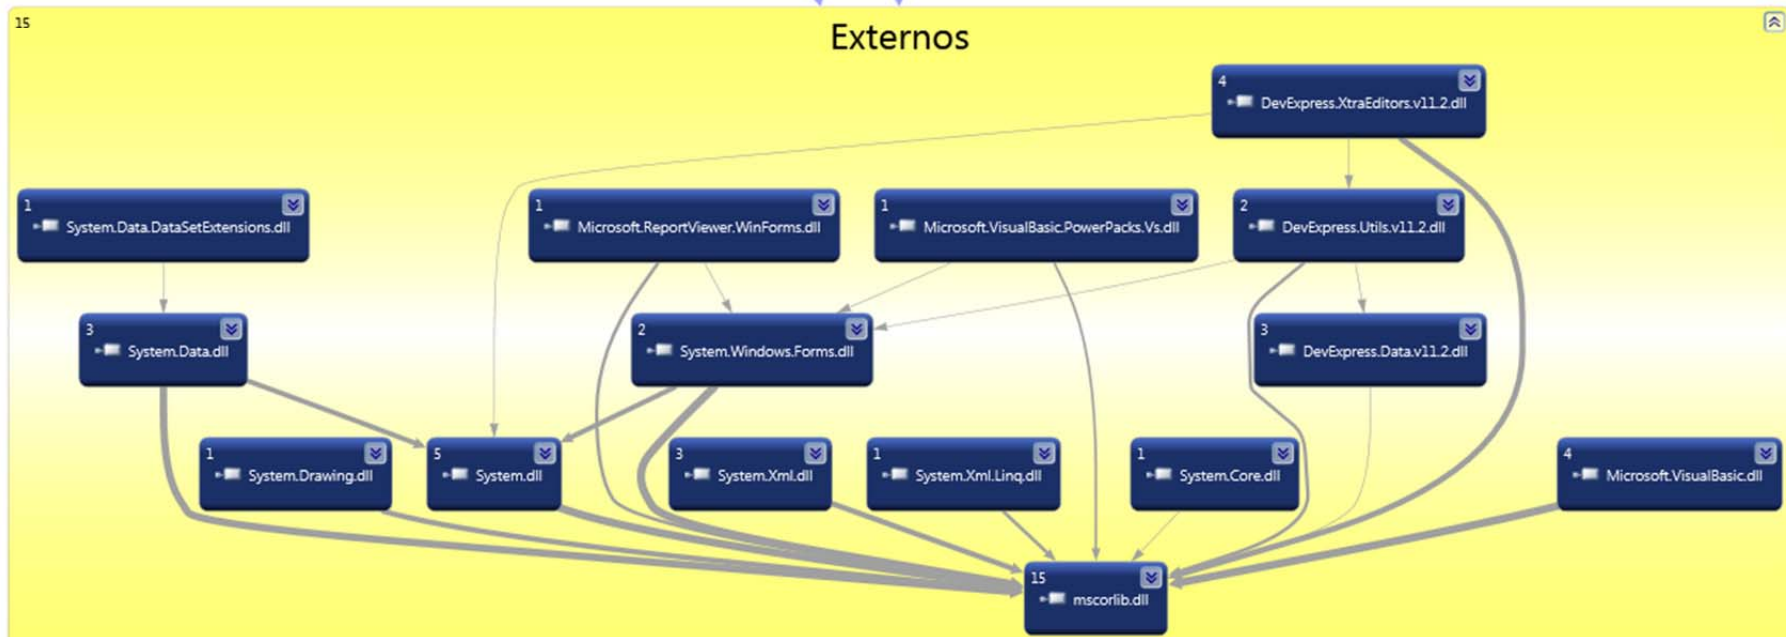 15
Externos
4
DevExpress.XtraEditors.v11.2.dll
1
System.Data.DataSetExtensions.dll
1
Microsoft.ReportViewer.WinForms.dll
1
Microsoft.VisualBasic.PowerPacks.Vs.dll
2
DevExpress.Utils.v11.2.dll
3
System.Data.dll
2
System.Windows.Forms.dll
3
DevExpress.Data.v11.2.dll
1
System.Drawing.dll
5
System.dll
3
System.Xml.dll
1
System.Xml.Linq.dll
1
System.Core.dll
4
Microsoft.VisualBasic.dll
15
mscorlib.dll